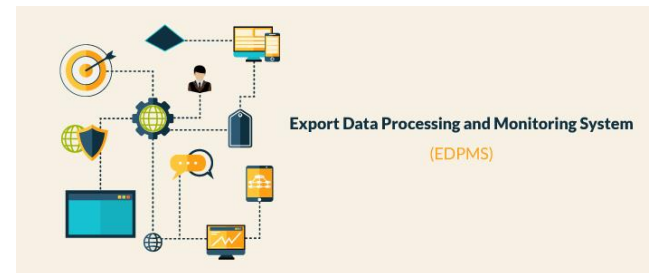 Export Data Processing and Monitoring System
(EDPMS)